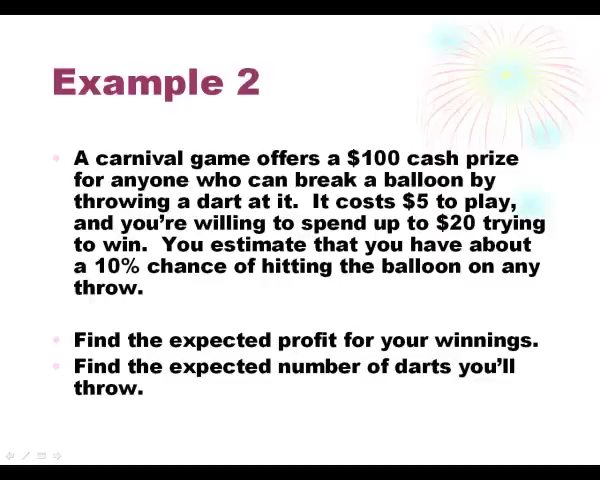 Example 2
A carnival game offers a $100 cash prize
for anyone who can break a balloon by
throwing a dart at it.  It costs $5 to play,
and you're willing to spend up to $20 trying
to win.  You estimate that you have about
a 10% chance of hitting the balloon on any
throw.
Find the expected profit for your winnings.
Find the expected number of darts you'll
throw.